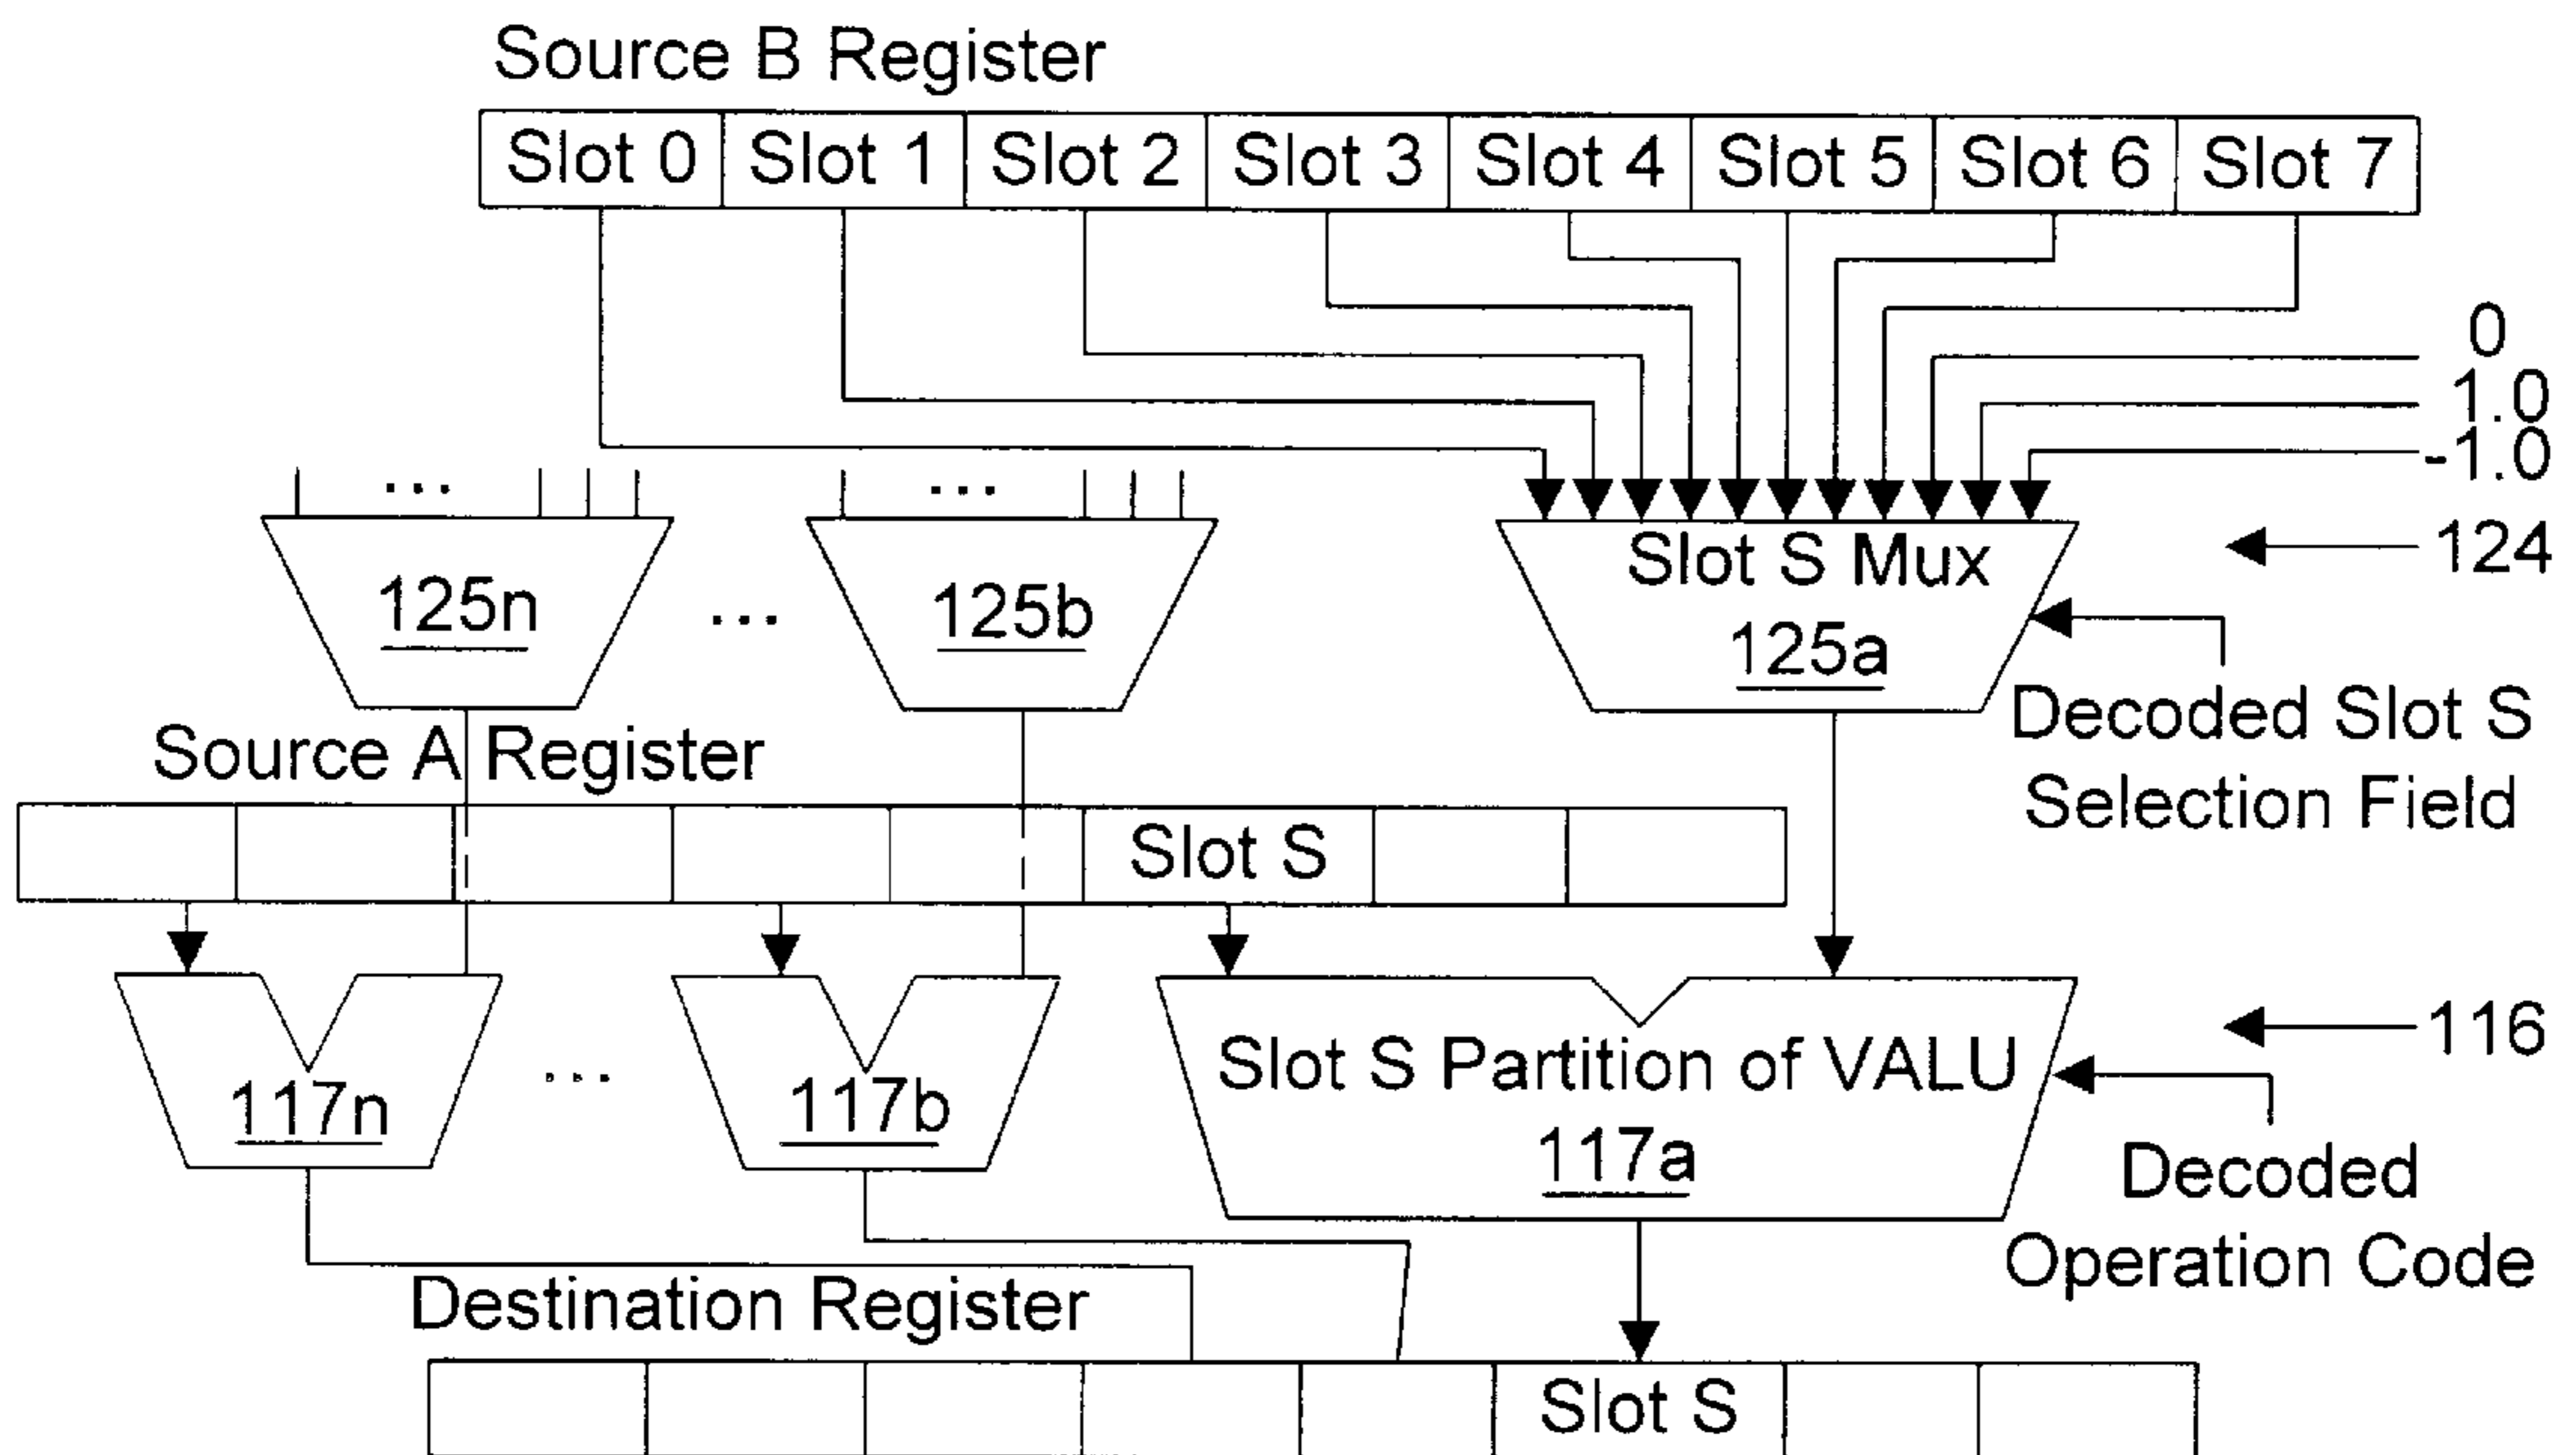 Source B Register
Slot 0 Slot 1 Slot 2 Slot 3 Slot 4 Slot 5 Slot 6 Slot 7
0
1.0
-1.0
... ...
Slot S Mux
124
125n ... 125b 125a
Decoded Slot S
Selection Field
Source A Register
Slot S
116
Slot S Partition of VALU
117n ... 117b 117a
Decoded
Operation Code
Destination Register
Slot S